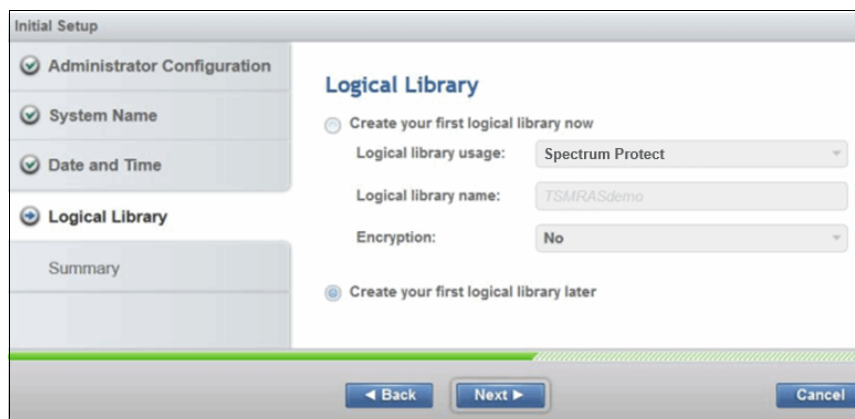 Initial Setup
Administrator Configuration
System Name
Date and Time
Logical Library
Summary
Logical Library
Create your first logical library now
Logical library usage: Spectrum Protect
Logical library name: TSMRASdemo
Encryption: No
Create your first logical library later
Back Next Cancel